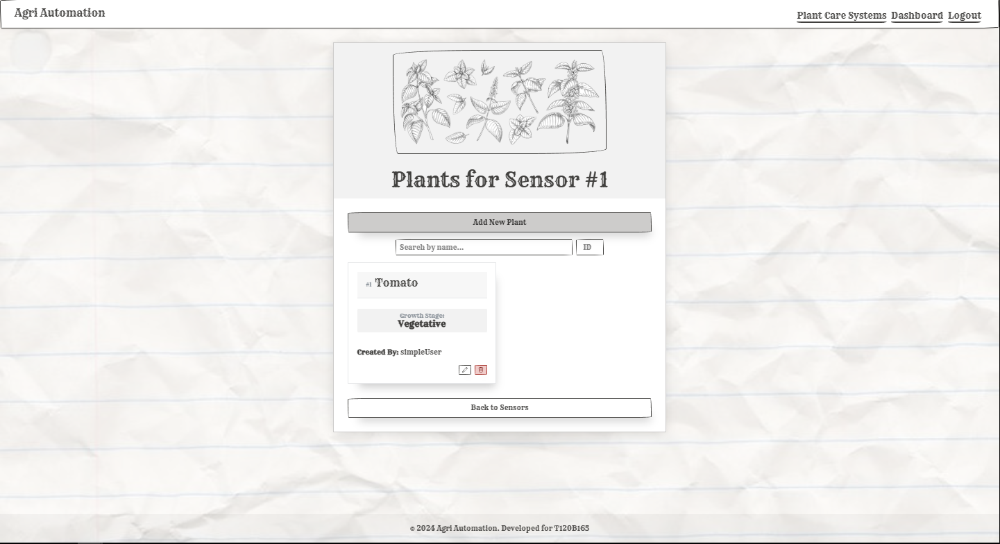 Agri Automation
Plant Care Systems Dashboard Logout
Plants for Sensor #1
Add New Plant
Search by name...
ID
#1 Tomato
Growth Stage:
Vegetative
Created By: simpleUser
Back to Sensors
© 2024 Agri Automation. Developed for T120B165